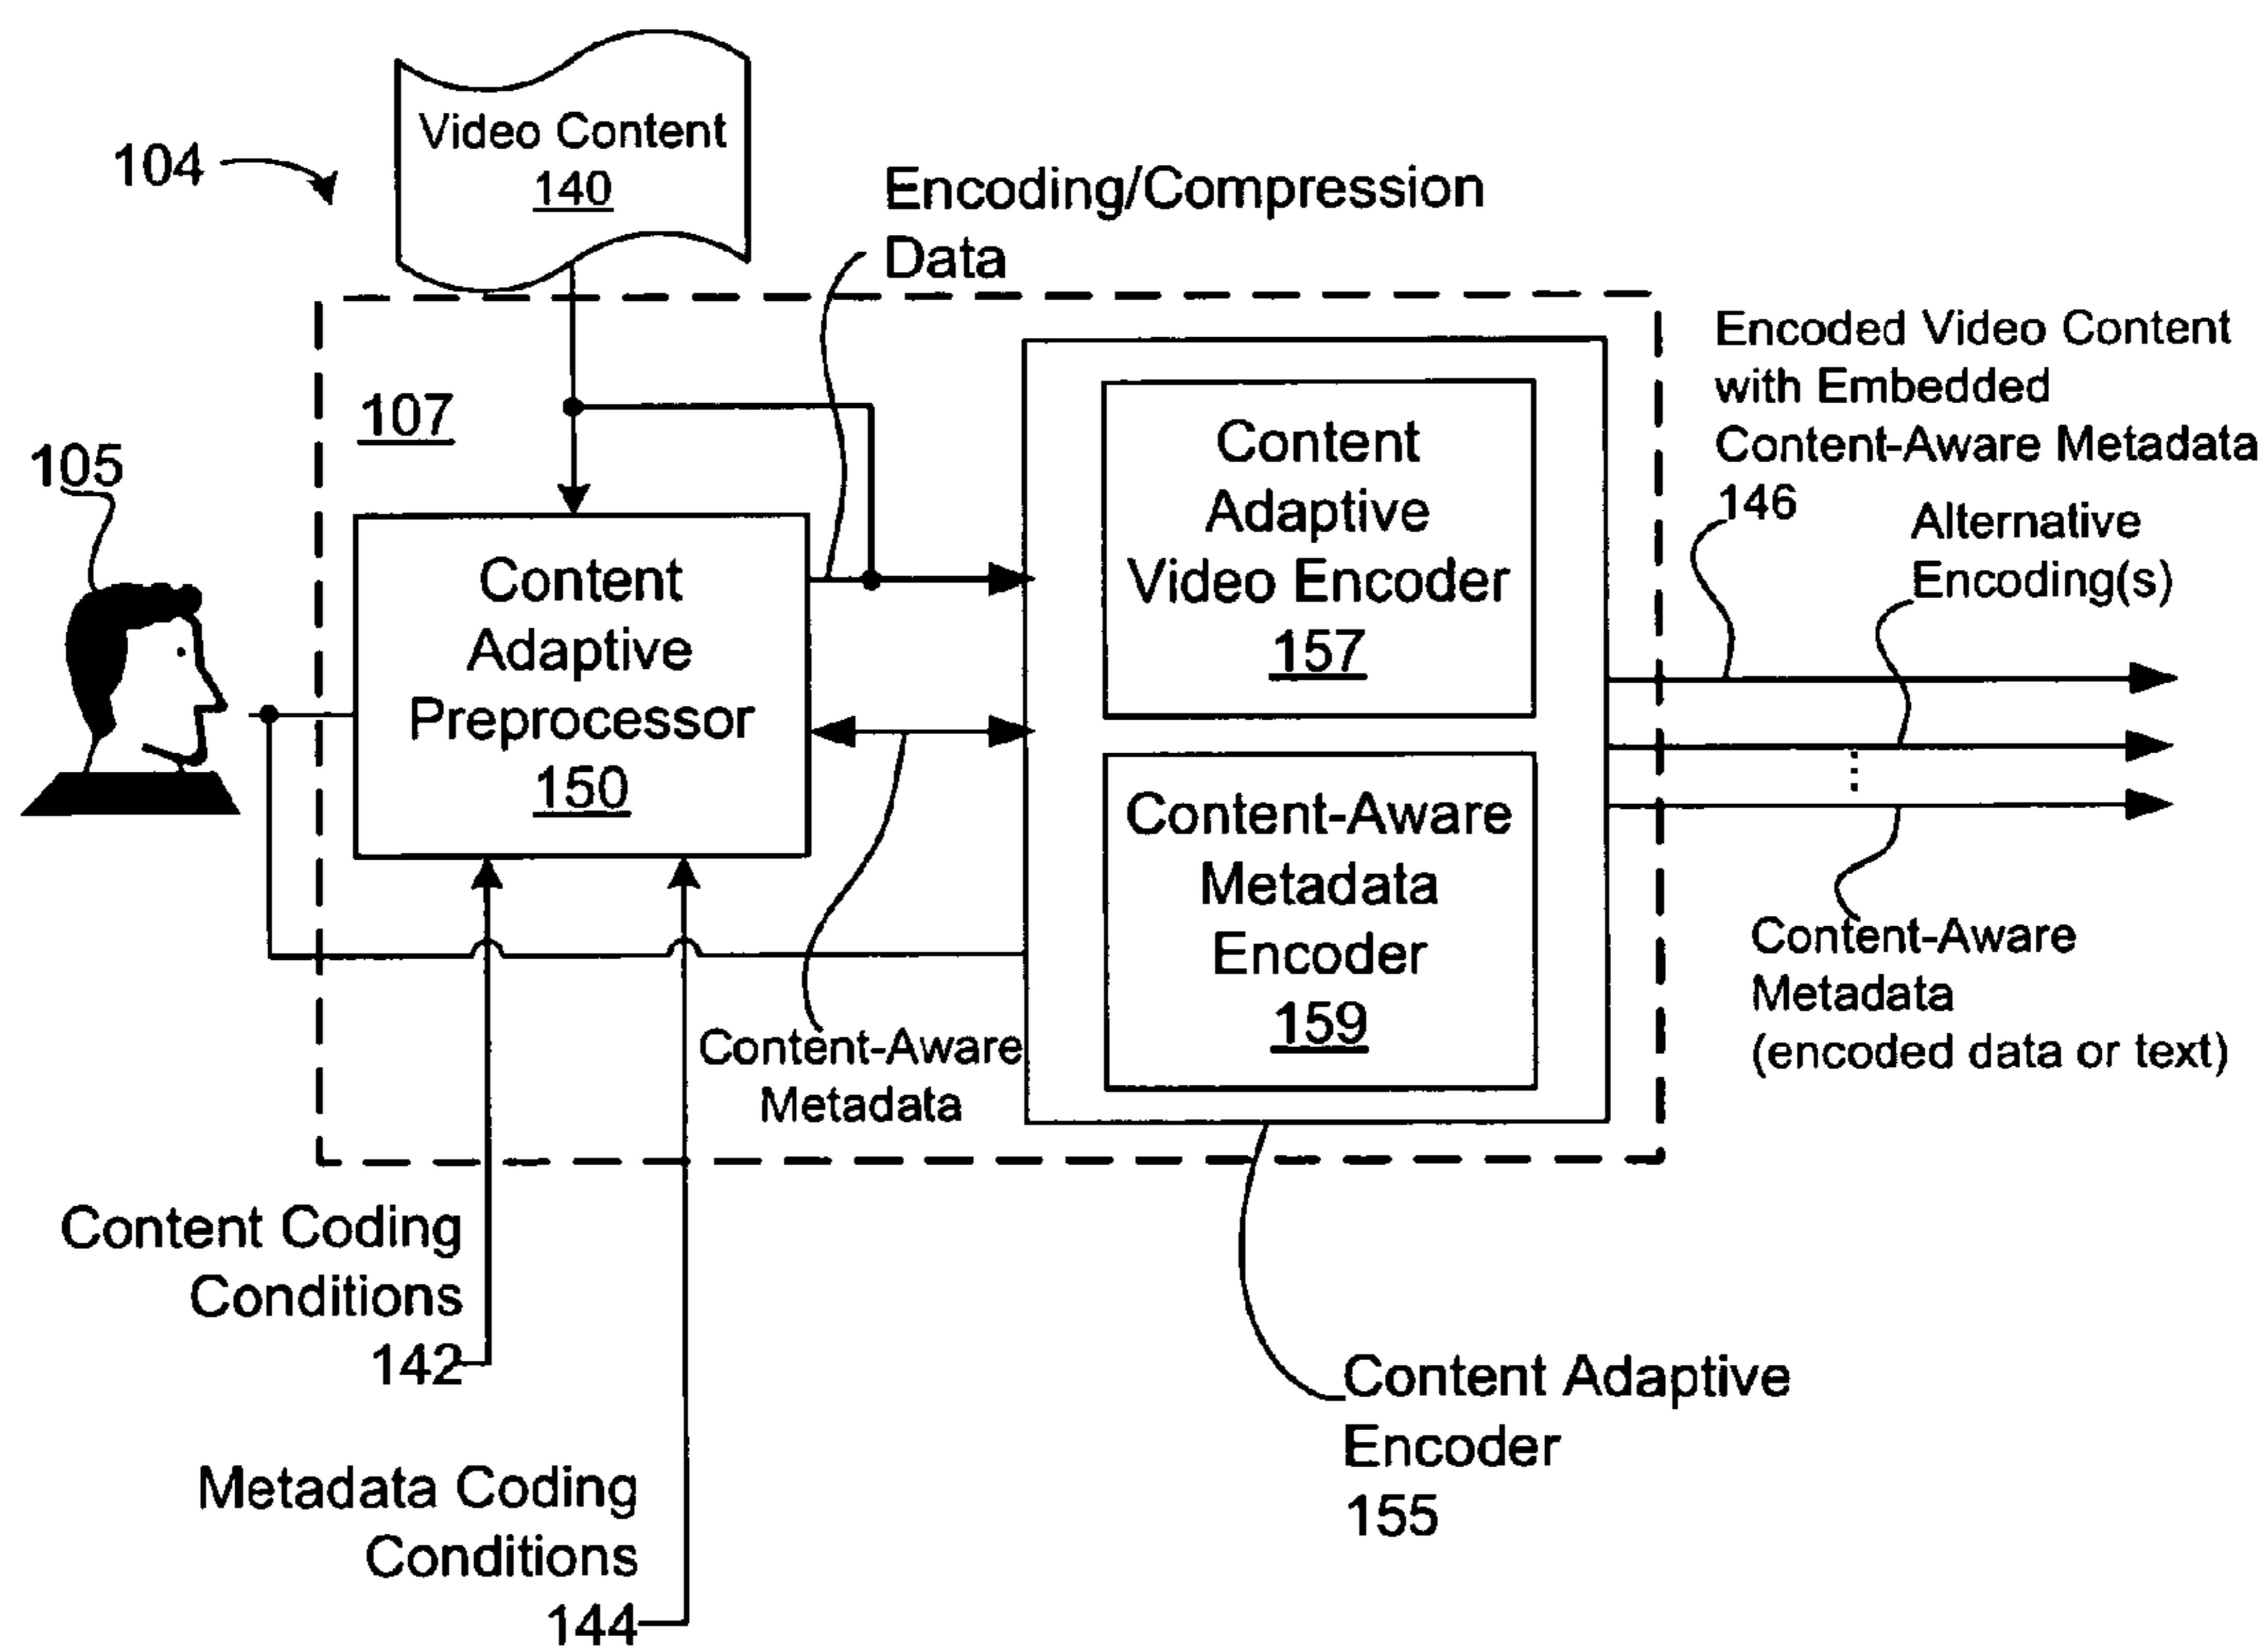 104
Video Content
140
Encoding/Compression
Data
107
105
Content
Adaptive
Preprocessor
150
Content
Adaptive
Video Encoder
157
Content-Aware
Metadata
Encoder
159
Encoded Video Content
with Embedded
Content-Aware Metadata
146
Alternative
Encoding(s)
Content-Aware
Metadata
(encoded data or text)
Content-Aware
Metadata
Content Coding
Conditions
142
Metadata Coding
Conditions
144
Content Adaptive
Encoder
155